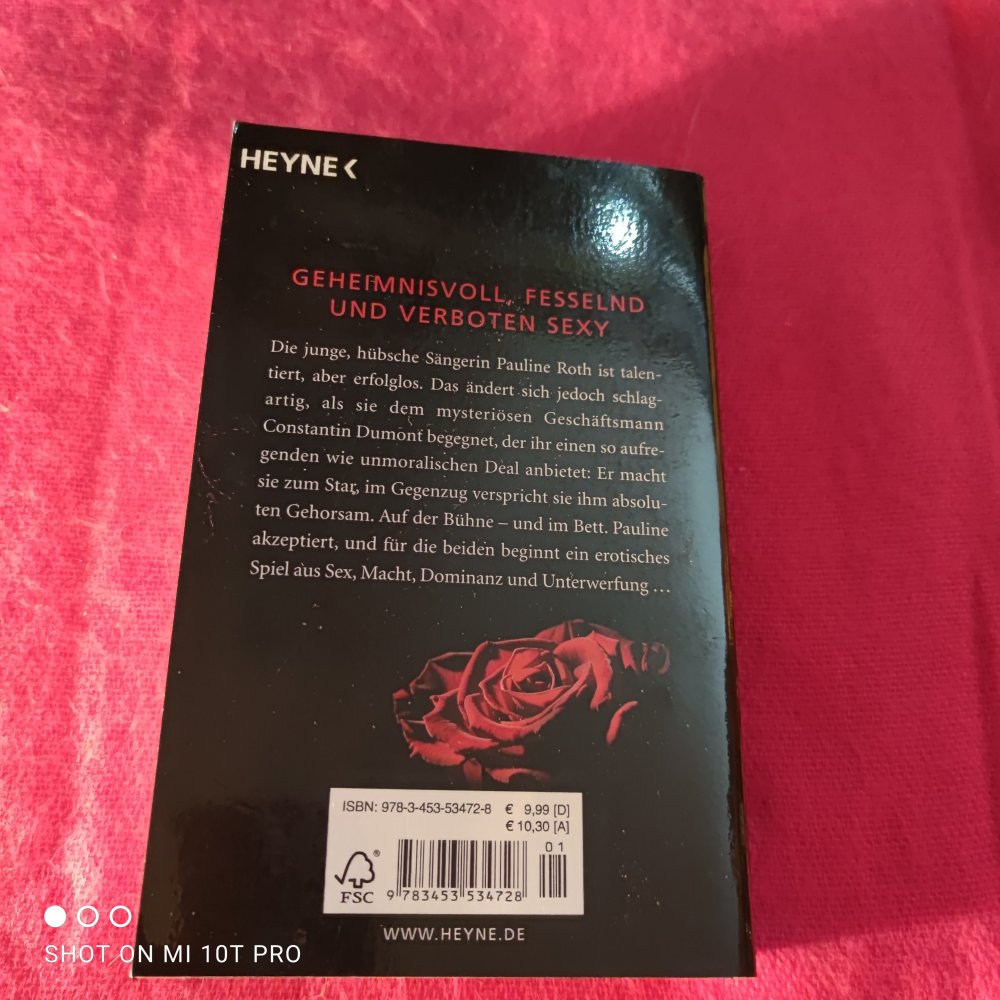 HEYNE <
GEHEIMNISVOLL, FESSELND
UND VERBOTEN SEXY
Die junge, hübsche Sängerin Pauline Roth ist talen-
tiert, aber erfolglos. Das ändert sich jedoch schlag-
artig, als sie dem mysteriösen Geschäftsmann
Constantin Dumont begegnet, der ihr einen so aufre-
genden wie unmoralischen Deal anbietet: Er macht
sie zum Star, im Gegenzug verspricht sie ihm absolu-
ten Gehorsam. Auf der Bühne – und im Bett. Pauline
akzeptiert, und für die beiden beginnt ein erotisches
Spiel aus Sex, Macht, Dominanz und Unterwerfung …
ISBN: 978-3-453-53472-8 € 9,99 [D]
€ 10,30 [A]
01
FSC
®
9 783453 534728
WWW.HEYNE.DE
SHOT ON MI 10T PRO